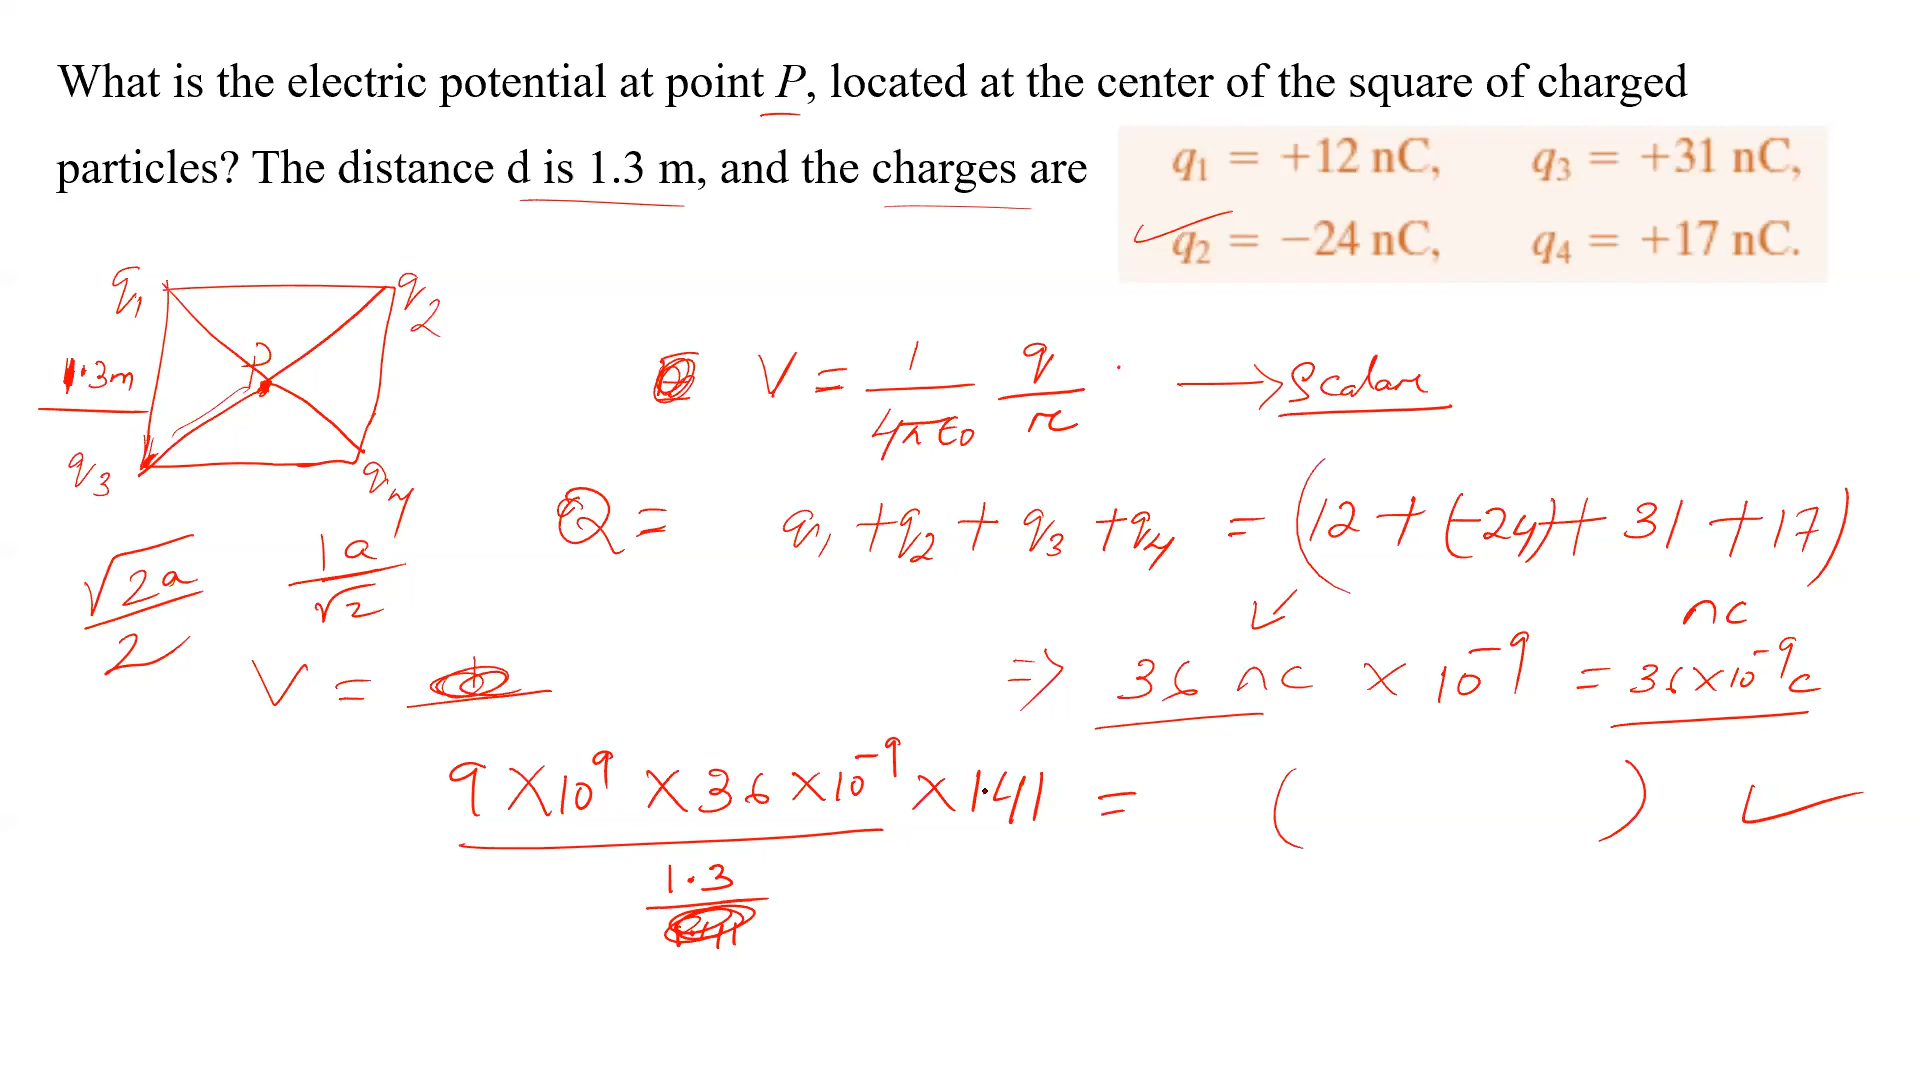 What is the electric potential at point P, located at the center of the square of charged
particles? The distance d is 1.3 m, and the charges are
q₁ = +12 nC, q₃ = +31 nC,
q₂ = −24 nC, q₄ = +17 nC.
q₁ q₂
P
1.3m
q₃ q₄
V = 1/4πϵ₀ q/r → Scalar
Q = q₁ + q₂ + q₃ + q₄ = (12 + (-24) + 31 + 17)
nc
√2a/2 1a/√2
⇒ 36 nc × 10⁻⁹ = 36×10⁻⁹c
V =
9×10⁹ × 36×10⁻⁹ × 1.41 = ( )
1.3